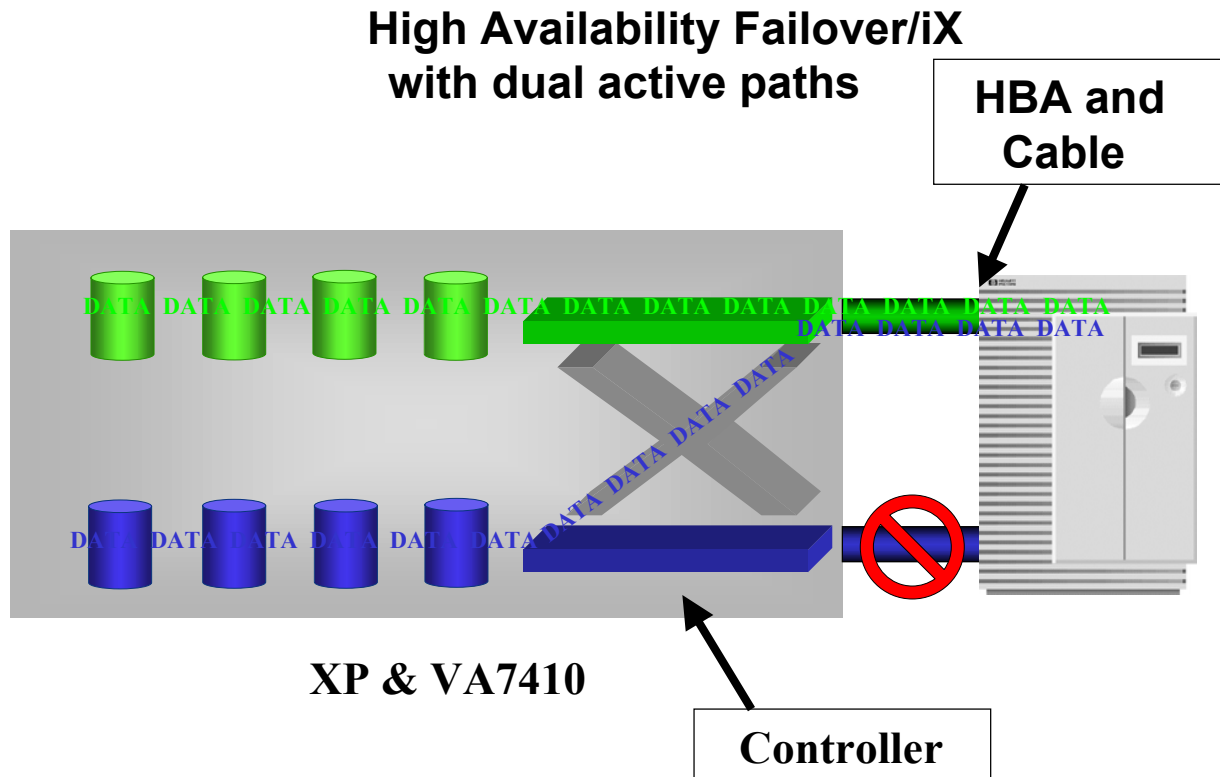 High Availability Failover/iX
with dual active paths
HBA and
Cable
DATA DATA DATA DATA DATA DATA DATA DATA DATA DATA DATA DATA DATA
DATA DATA DATA DATA
DATA DATA DATA DATA
DATA DATA DATA DATA DATA DATA
XP & VA7410
Controller